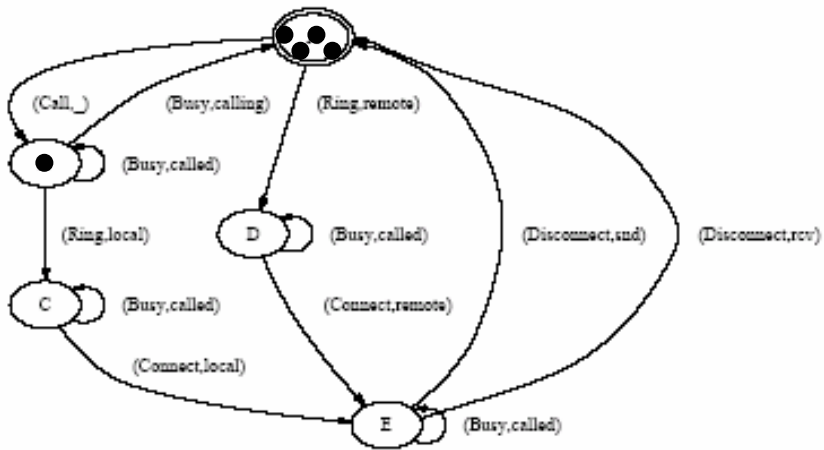 (Call,_)
(Busy,calling)
(Ring,remote)
(Busy,called)
(Ring,local)
D
(Busy,called)
(Disconnect,snd)
(Disconnect,rcv)
C
(Busy,called)
(Connect,remote)
(Connect,local)
E
(Busy,called)